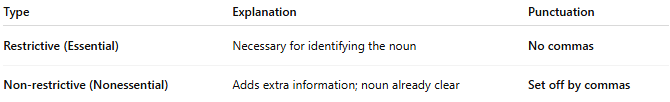 Type Explanation Punctuation
Restrictive (Essential) Necessary for identifying the noun No commas
Non-restrictive (Nonessential) Adds extra information; noun already clear Set off by commas